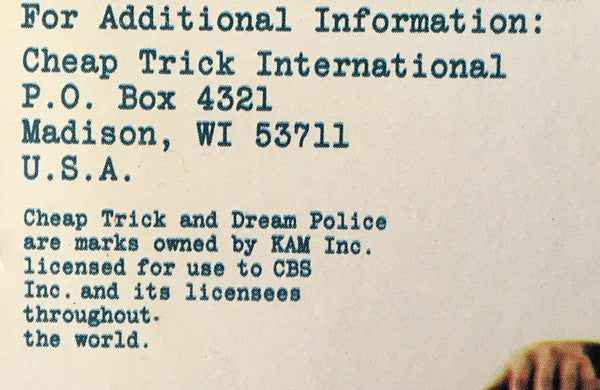 For Additional Information:
Cheap Trick International
P.O. Box 4321
Madison, WI 53711
U.S.A.
Cheap Trick and Dream Police
are marks owned by KAM Inc.
licensed for use to CBS
Inc. and its licensees
throughout
the world.